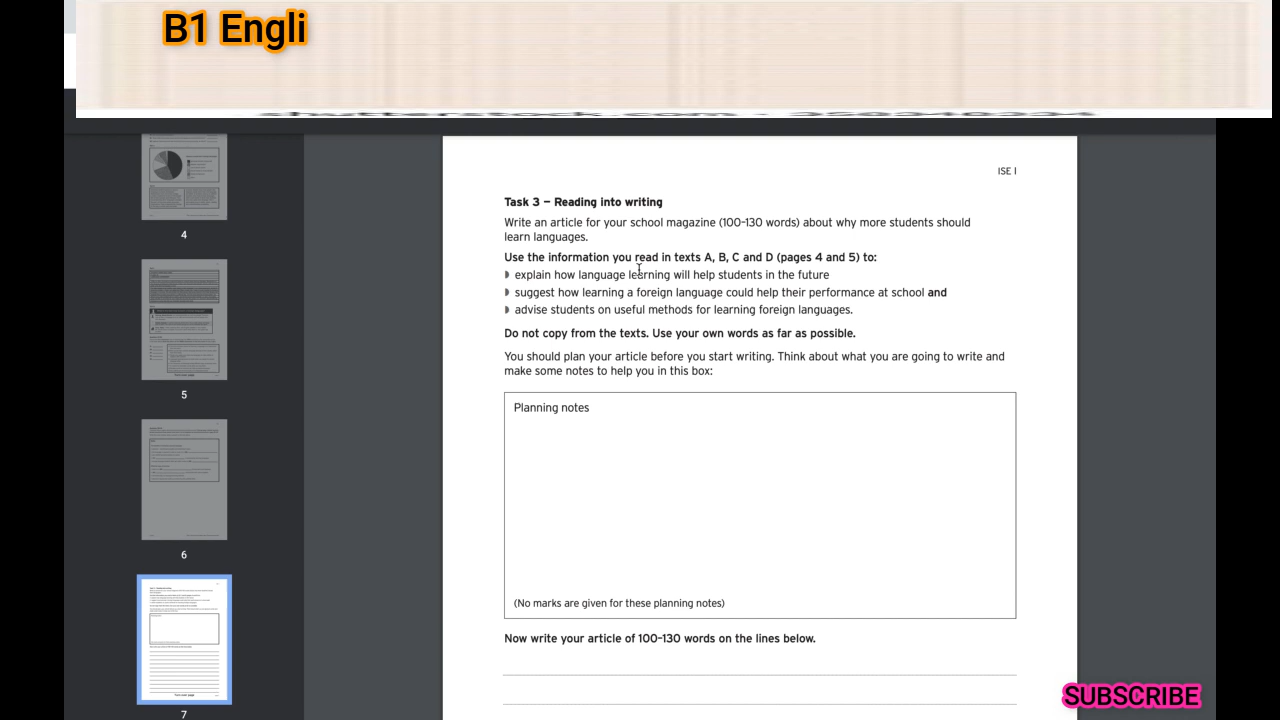 B1 Engli
ISE I
Task 3 – Reading into writing
Write an article for your school magazine (100–130 words) about why more students should
learn languages.
Use the information you read in texts A, B, C and D (pages 4 and 5) to:
explain how language learning will help students in the future
suggest how learning a foreign language could help their performance at school and
advise students on useful methods for learning foreign languages.
Do not copy from the texts. Use your own words as far as possible.
You should plan your article before you start writing. Think about what you are going to write and
make some notes to help you in this box:
Planning notes
(No marks are given for these planning notes)
Now write your article of 100–130 words on the lines below.
4
5
6
7
SUBSCRIBE